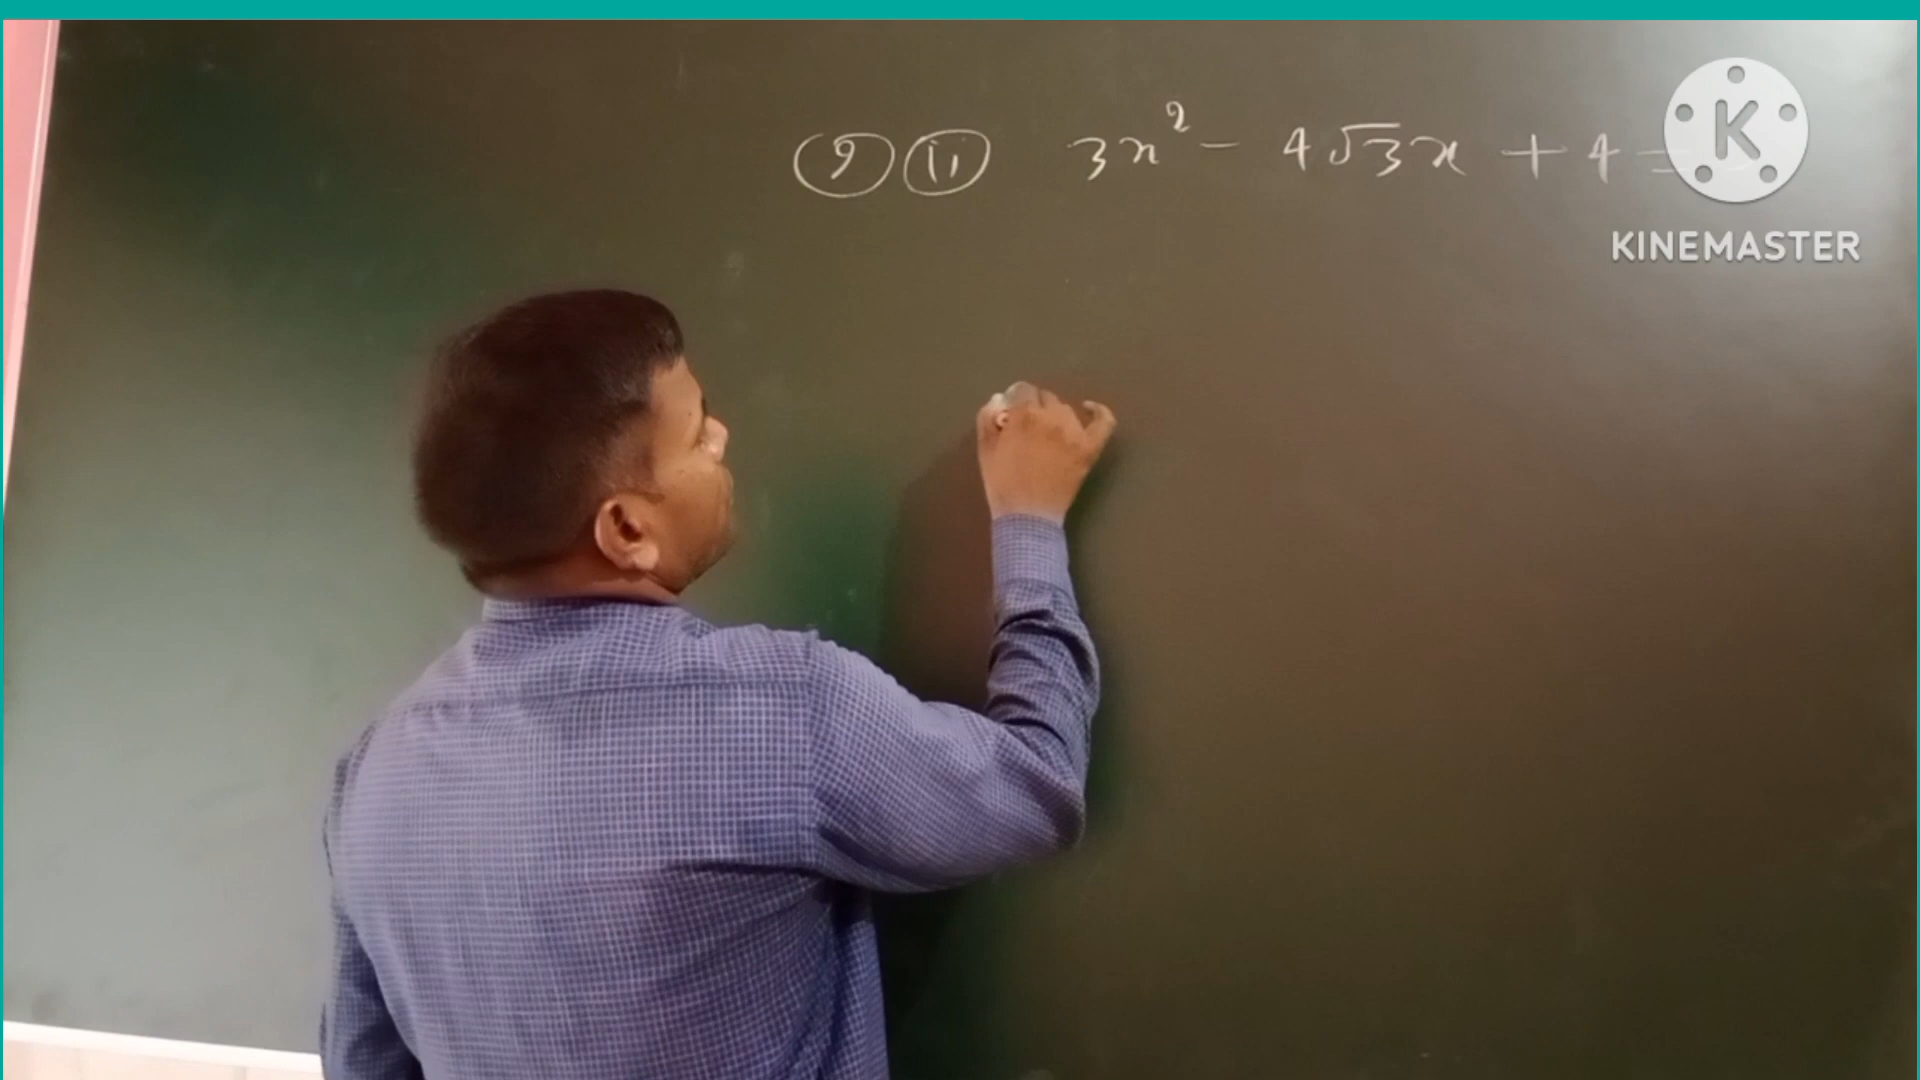 9 ii 3x² - 4√3x + 4 =
K
KINEMASTER